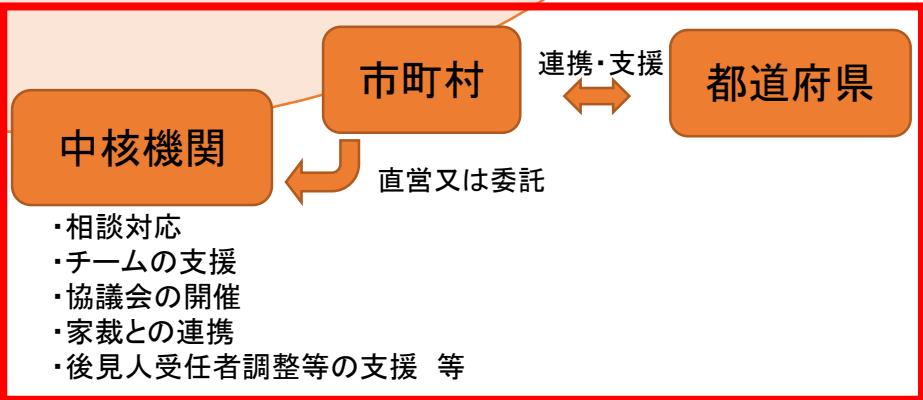 市町村
連携・支援
都道府県
中核機関
直営又は委託
・相談対応
・チームの支援
・協議会の開催
・家裁との連携
・後見人受任者調整等の支援　等